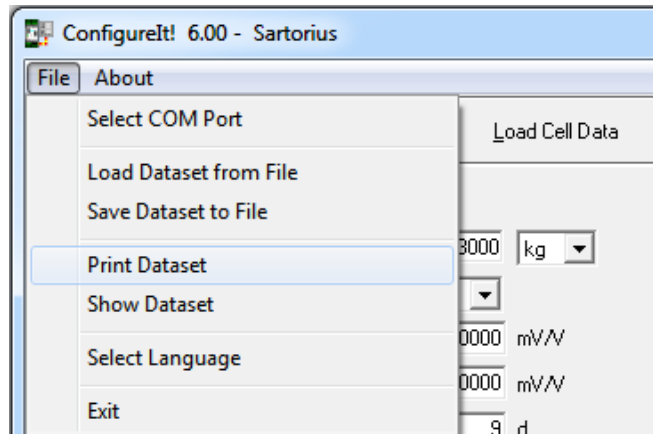 ConfigureIt! 6.00 - Sartorius
File About
Select COM Port
Load Cell Data
Load Dataset from File
Save Dataset to File
3000 kg
Print Dataset
Show Dataset
0000 mV/V
Select Language
0000 mV/V
Exit
9 d